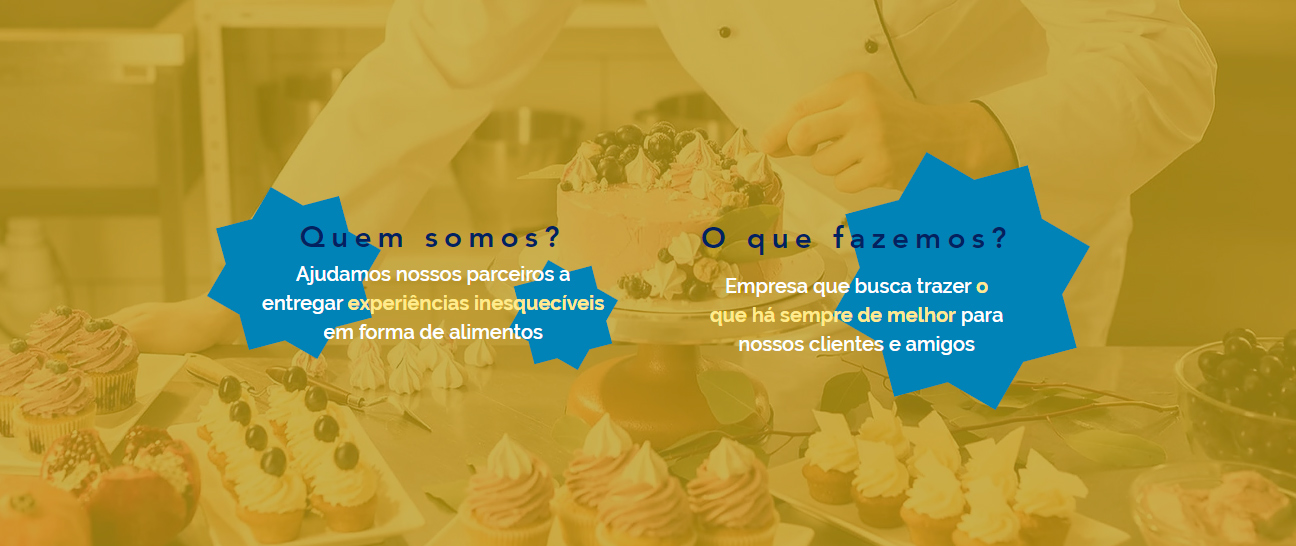 Quem somos?
Ajudamos nossos parceiros a
entregar experiências inesquecíveis
em forma de alimentos
O que fazemos?
Empresa que busca trazer o
que há sempre de melhor para
nossos clientes e amigos